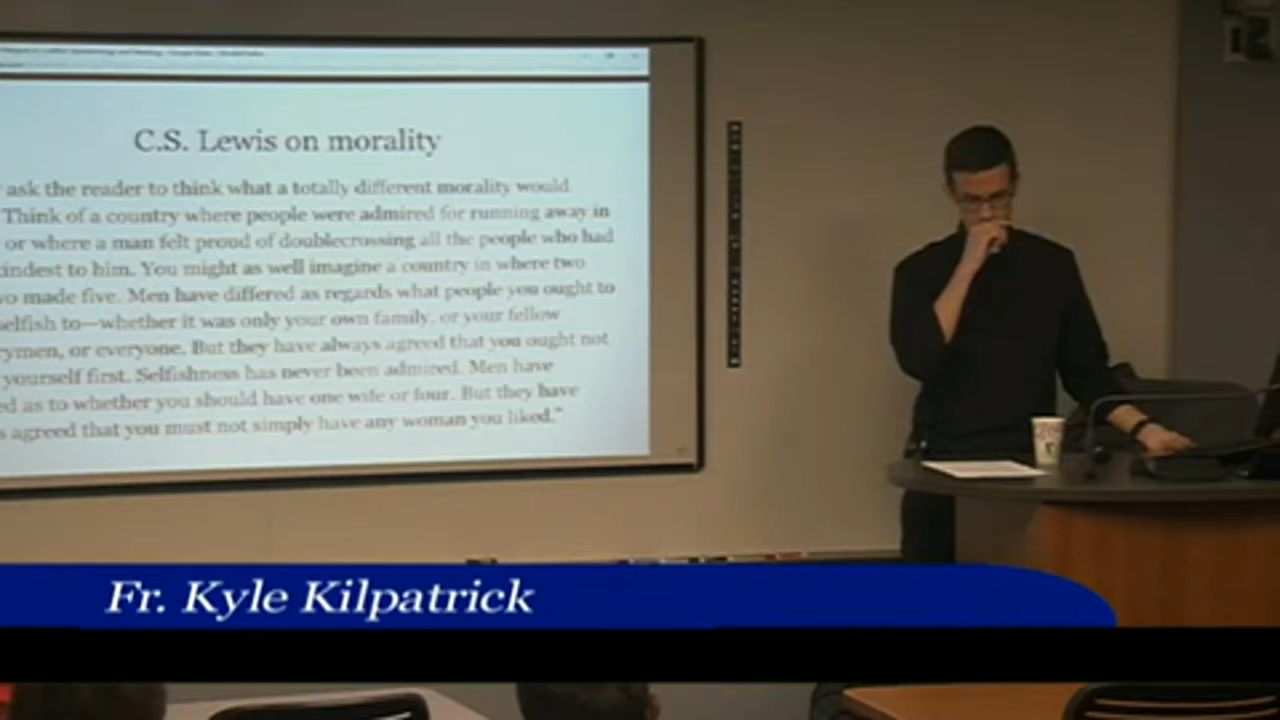 C.S. Lewis on morality
ask the reader to think what a totally different morality would
Think of a country where people were admired for running away in
or where a man felt proud of doublecrossing all the people who had
indest to him. You might as well imagine a country in where two
o made five. Men have differed as regards what people you ought to
elfish to—whether it was only your own family, or your fellow
ymen, or everyone. But they have always agreed that you ought not
yourself first. Selfishness has never been admired. Men have
ed as to whether you should have one wife or four. But they have
s agreed that you must not simply have any woman you liked."
Fr. Kyle Kilpatrick